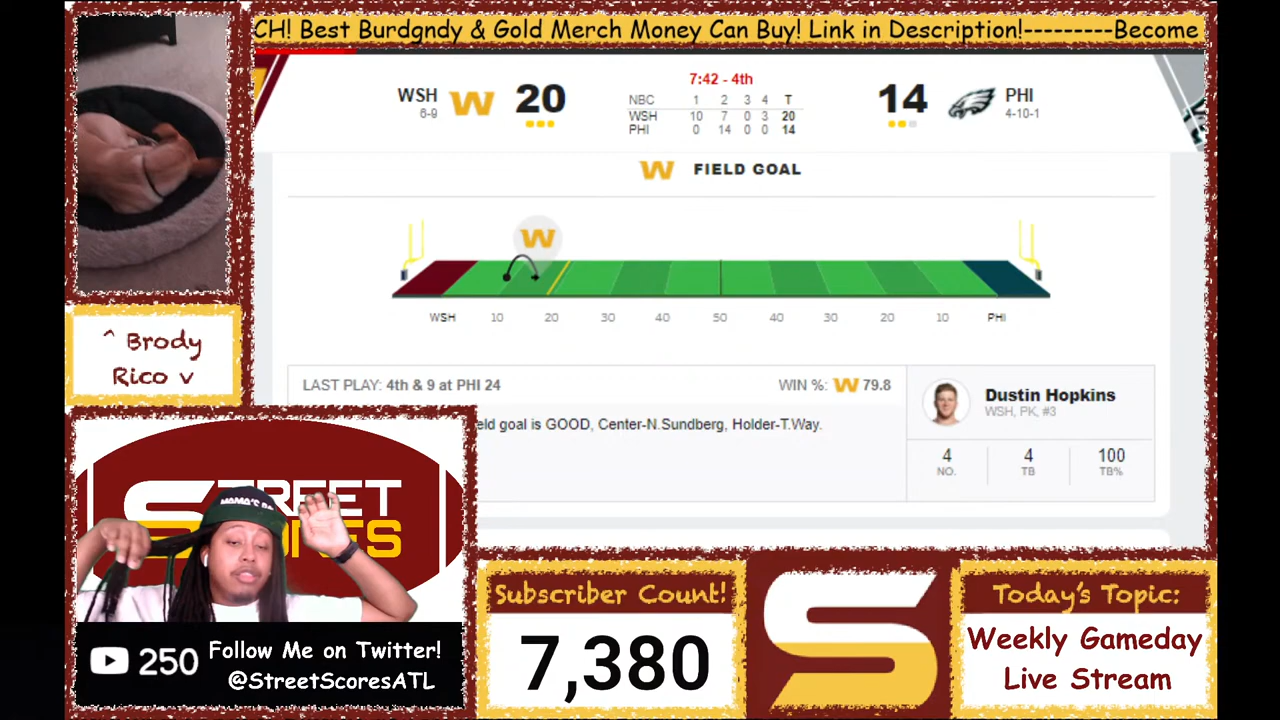 CH! Best Burdgndy & Gold Merch Money Can Buy! Link in Description!---------Become
WSH
6-9
W
20
7:42 - 4th
NBC 1 2 3 4 T
WSH 10 7 0 3 20
PHI 0 14 0 0 14
14
PHI
4-10-1
W FIELD GOAL
W
WSH 10 20 30 40 50 40 30 20 10 PHI
^ Brody
Rico v
LAST PLAY: 4th & 9 at PHI 24
WIN %: W 79.8
eld goal is GOOD, Center-N.Sundberg, Holder-T.Way.
Dustin Hopkins
WSH, PK, #3
4 4 100
NO. TB TB%
STREET
250
Follow Me on Twitter!
@StreetScoresATL
Subscriber Count!
7,380
S
Today's Topic:
Weekly Gameday
Live Stream